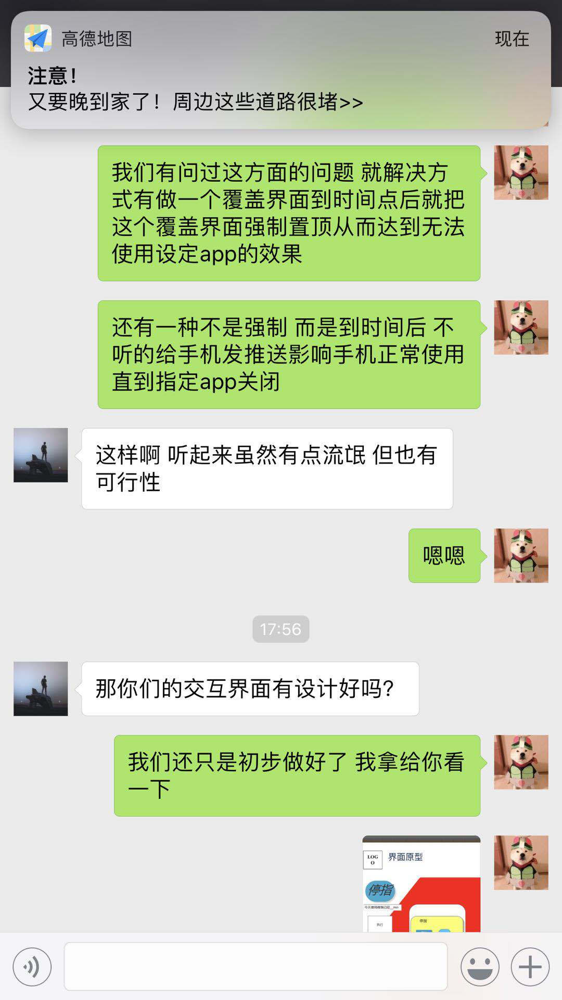 高德地图
现在
注意！
又要晚到家了！周边这些道路很堵>>
我们有问过这方面的问题 就解决方
式有做一个覆盖界面到时间点后就把
这个覆盖界面强制置顶从而达到无法
使用设定app的效果
还有一种不是强制 而是到时间后 不
听的给手机发推送影响手机正常使用
直到指定app关闭
这样啊 听起来虽然有点流氓 但也有
可行性
嗯嗯
17:56
那你们的交互界面有设计好吗？
我们还只是初步做好了 我拿给你看
一下
LOG
O
界面原型
停指
今天使用停指已经__min
执行
停指